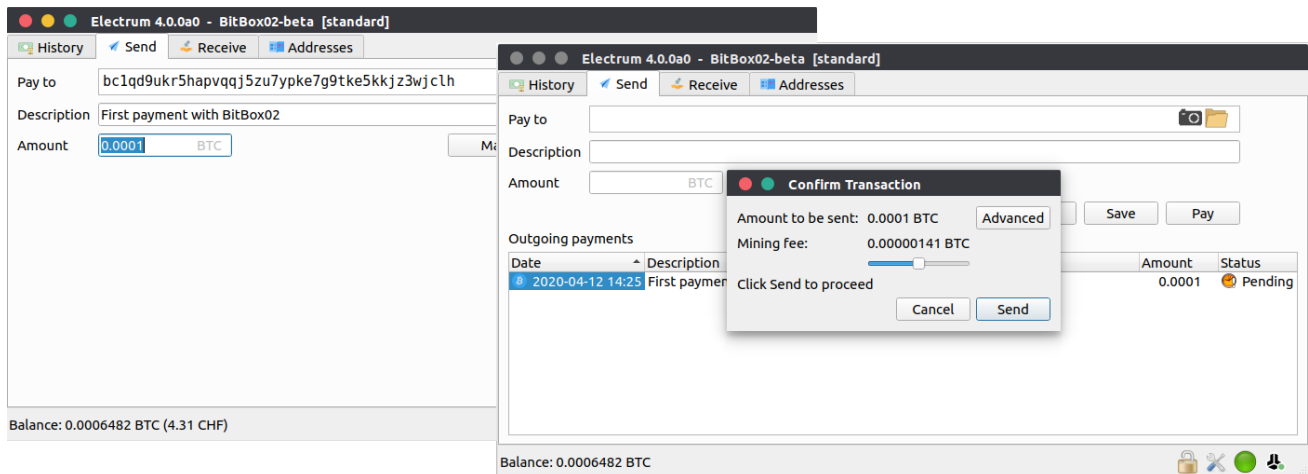 Electrum 4.0.0a0 - BitBox02-beta [standard]
History Send Receive Addresses
Pay to bc1qd9ukr5hapvqqj5zu7ypke7g9tke5kkjz3wjclh
Description First payment with BitBox02
Amount 0.0001 BTC Ma
Balance: 0.0006482 BTC (4.31 CHF)
Electrum 4.0.0a0 - BitBox02-beta [standard]
History Send Receive Addresses
Pay to
Description
Amount BTC
Save Pay
Outgoing payments
Date Description Amount Status
2020-04-12 14:25 First paymen 0.0001 Pending
Balance: 0.0006482 BTC
Confirm Transaction
Amount to be sent: 0.0001 BTC Advanced
Mining fee: 0.00000141 BTC
Click Send to proceed
Cancel Send